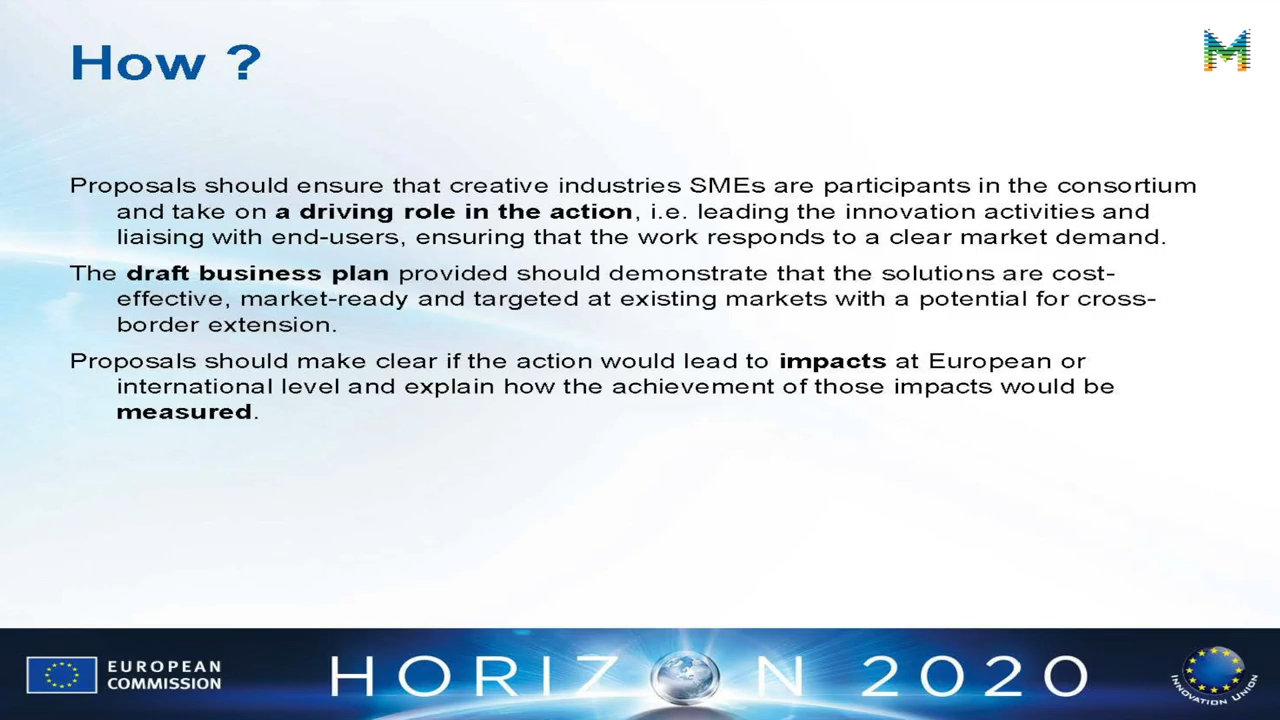 How ?
M
Proposals should ensure that creative industries SMEs are participants in the consortium
and take on a driving role in the action, i.e. leading the innovation activities and
liaising with end-users, ensuring that the work responds to a clear market demand.
The draft business plan provided should demonstrate that the solutions are cost-
effective, market-ready and targeted at existing markets with a potential for cross-
border extension.
Proposals should make clear if the action would lead to impacts at European or
international level and explain how the achievement of those impacts would be
measured.
EUROPEAN
COMMISSION
HORIZON 2020
INNOVATION UNION